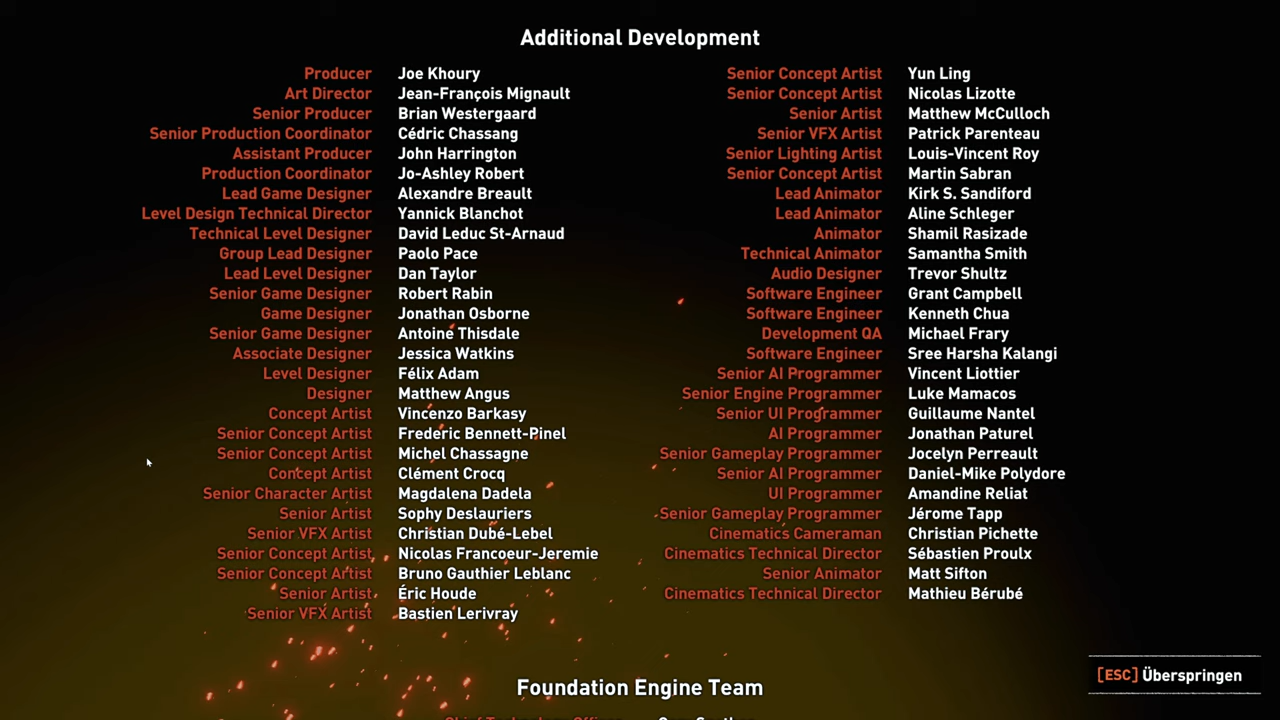 Additional Development
Producer Joe Khoury
Art Director Jean-François Mignault
Senior Producer Brian Westergaard
Senior Production Coordinator Cédric Chassang
Assistant Producer John Harrington
Production Coordinator Jo-Ashley Robert
Lead Game Designer Alexandre Breault
Level Design Technical Director Yannick Blanchot
Technical Level Designer David Leduc St-Arnaud
Group Lead Designer Paolo Pace
Lead Level Designer Dan Taylor
Senior Game Designer Robert Rabin
Game Designer Jonathan Osborne
Senior Game Designer Antoine Thisdale
Associate Designer Jessica Watkins
Level Designer Félix Adam
Designer Matthew Angus
Concept Artist Vincenzo Barkasy
Senior Concept Artist Frederic Bennett-Pinel
Senior Concept Artist Michel Chassagne
Concept Artist Clément Crocq
Senior Character Artist Magdalena Dadela
Senior Artist Sophy Deslauriers
Senior VFX Artist Christian Dubé-Lebel
Senior Concept Artist Nicolas Francoeur-Jeremie
Senior Concept Artist Bruno Gauthier Leblanc
Senior Artist Éric Houde
Senior VFX Artist Bastien Lerivray
Senior Concept Artist Yun Ling
Senior Concept Artist Nicolas Lizotte
Senior Artist Matthew McCulloch
Senior VFX Artist Patrick Parenteau
Senior Lighting Artist Louis-Vincent Roy
Senior Concept Artist Martin Sabran
Lead Animator Kirk S. Sandiford
Lead Animator Aline Schleger
Animator Shamil Rasizade
Technical Animator Samantha Smith
Audio Designer Trevor Shultz
Software Engineer Grant Campbell
Software Engineer Kenneth Chua
Development QA Michael Frary
Software Engineer Sree Harsha Kalangi
Senior AI Programmer Vincent Liottier
Senior Engine Programmer Luke Mamacos
Senior UI Programmer Guillaume Nantel
AI Programmer Jonathan Paturel
Senior Gameplay Programmer Jocelyn Perreault
Senior AI Programmer Daniel-Mike Polydore
UI Programmer Amandine Reliat
Senior Gameplay Programmer Jérome Tapp
Cinematics Cameraman Christian Pichette
Cinematics Technical Director Sébastien Proulx
Senior Animator Matt Sifton
Cinematics Technical Director Mathieu Bérubé
[ESC] Überspringen
Foundation Engine Team